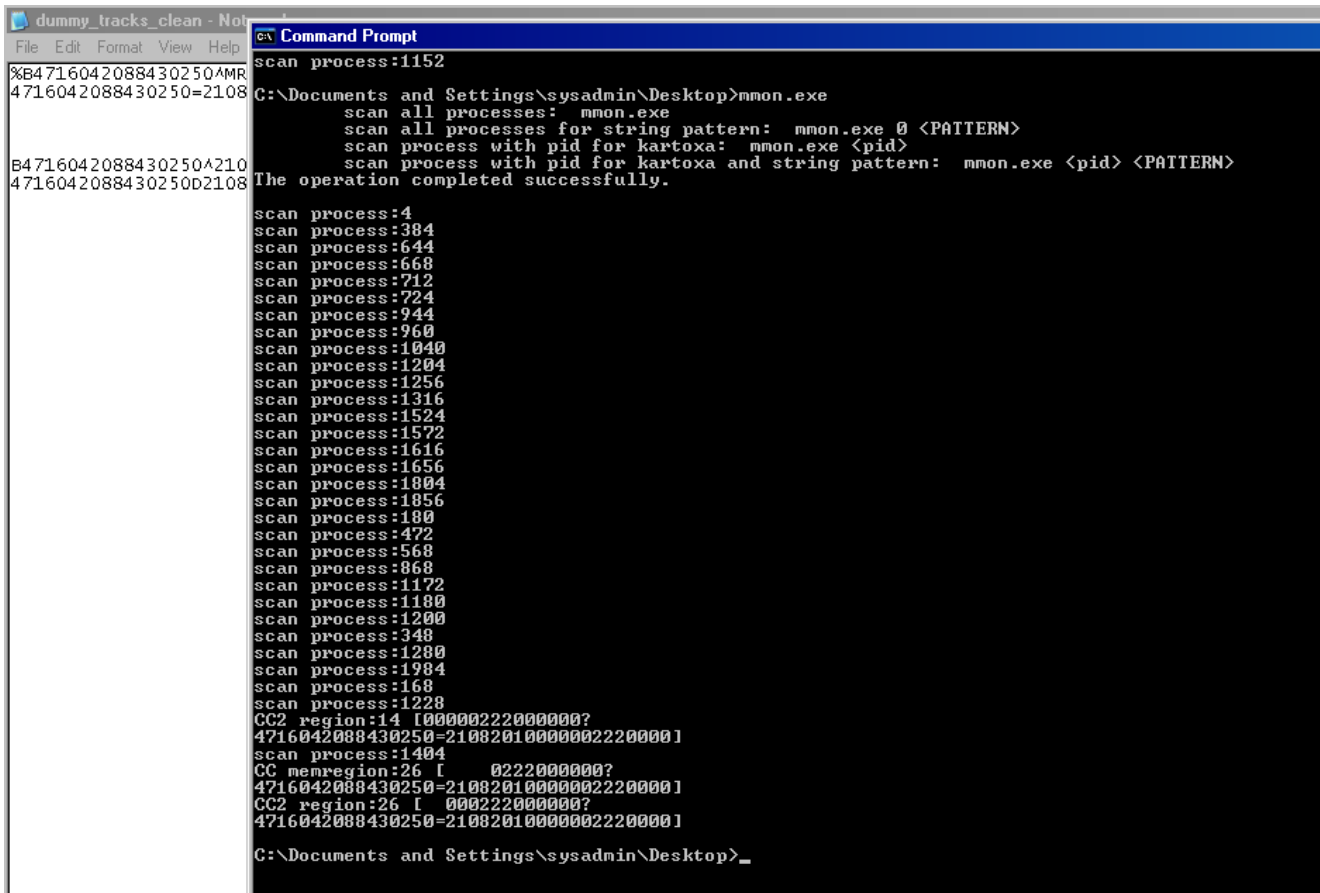 dummy_tracks_clean - Not
File Edit Format View Help
%B4716042088430250^MR
4716042088430250=2108
B4716042088430250^210
4716042088430250D2108
Command Prompt
scan process:1152
C:\Documents and Settings\sysadmin\Desktop>mmon.exe
scan all processes: mmon.exe
scan all processes for string pattern: mmon.exe 0 <PATTERN>
scan process with pid for kartoxa: mmon.exe <pid>
scan process with pid for kartoxa and string pattern: mmon.exe <pid> <PATTERN>
The operation completed successfully.
scan process:4
scan process:384
scan process:644
scan process:668
scan process:712
scan process:724
scan process:944
scan process:960
scan process:1040
scan process:1204
scan process:1256
scan process:1316
scan process:1524
scan process:1572
scan process:1616
scan process:1656
scan process:1804
scan process:1856
scan process:180
scan process:472
scan process:568
scan process:868
scan process:1172
scan process:1180
scan process:1200
scan process:348
scan process:1280
scan process:1984
scan process:168
scan process:1228
CC2 region:14 [00000222000000?
4716042088430250=21082010000002220000]
scan process:1404
CC memregion:26 [    0222000000?
4716042088430250=21082010000002220000]
CC2 region:26 [  000222000000?
4716042088430250=21082010000002220000]
C:\Documents and Settings\sysadmin\Desktop>_